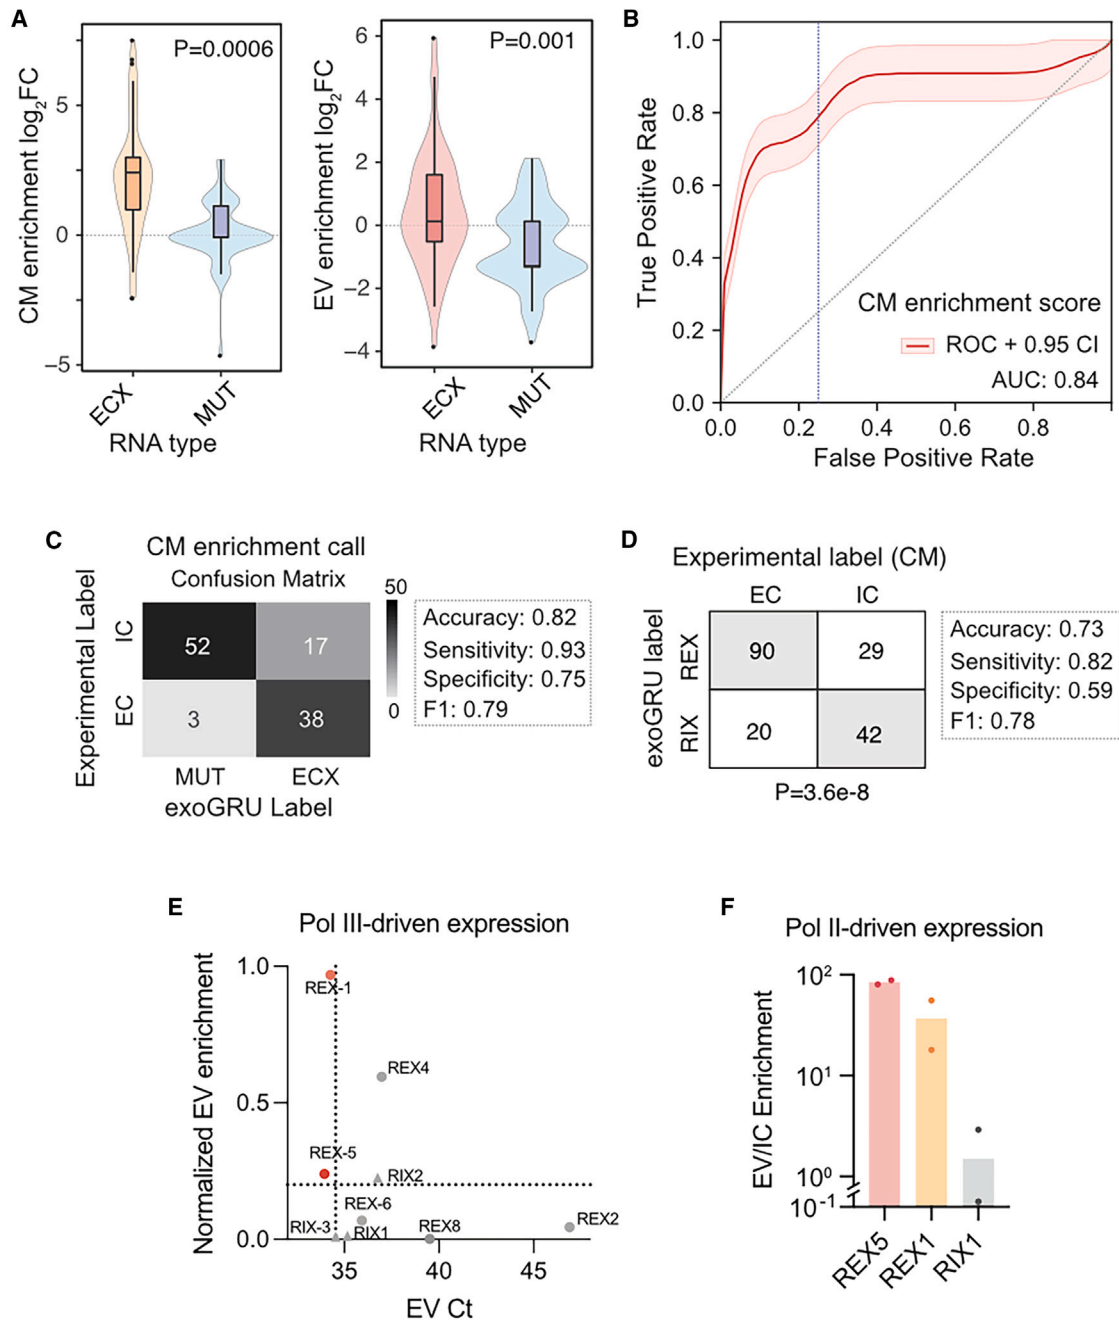 A
P=0.0006
CM enrichment log2FC
5
0
−5
ECX
MUT
RNA type
P=0.001
EV enrichment log2FC
6
4
2
0
−2
−4
ECX
MUT
RNA type
B
True Positive Rate
1.0
0.8
0.6
0.4
0.2
0.0
CM enrichment score
ROC + 0.95 CI
AUC: 0.84
0.0 0.2 0.4 0.6 0.8
False Positive Rate
C
CM enrichment call
Confusion Matrix
Experimental Label
IC
EC
52 17
3 38
MUT ECX
exoGRU Label
50
0
Accuracy: 0.82
Sensitivity: 0.93
Specificity: 0.75
F1: 0.79
D
Experimental label (CM)
EC IC
exoGRU label
REX
RIX
90 29
20 42
P=3.6e-8
Accuracy: 0.73
Sensitivity: 0.82
Specificity: 0.59
F1: 0.78
E
Pol III-driven expression
Normalized EV enrichment
1.0
0.5
0.0
REX-1
REX4
REX-5
RIX2
REX-6
RIX-3
RIX1
REX8
REX2
35 40 45
EV Ct
F
Pol II-driven expression
EV/IC Enrichment
10²
10¹
10⁰
10⁻¹
REX5
REX1
RIX1